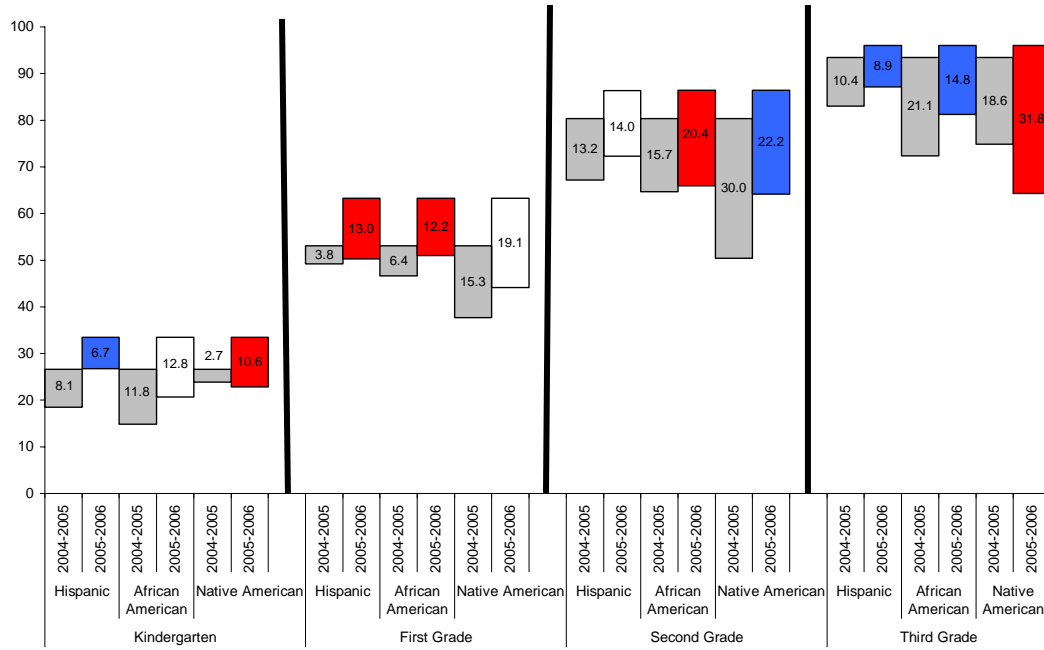 100
90
80
70
60
50
40
30
20
10
0
8.1
6.7
11.8
12.8
2.7
10.6
3.8
13.0
6.4
12.2
15.3
19.1
13.2
14.0
15.7
20.4
30.0
22.2
10.4
8.9
21.1
14.8
18.6
31.8
2004-2005
2005-2006
2004-2005
2005-2006
2004-2005
2005-2006
2004-2005
2005-2006
2004-2005
2005-2006
2004-2005
2005-2006
2004-2005
2005-2006
2004-2005
2005-2006
2004-2005
2005-2006
2004-2005
2005-2006
2004-2005
2005-2006
2004-2005
2005-2006
Hispanic
African
American
Native American
Hispanic
African
American
Native American
Hispanic
African
American
Native American
Hispanic
African
American
Native
American
Kindergarten
First Grade
Second Grade
Third Grade